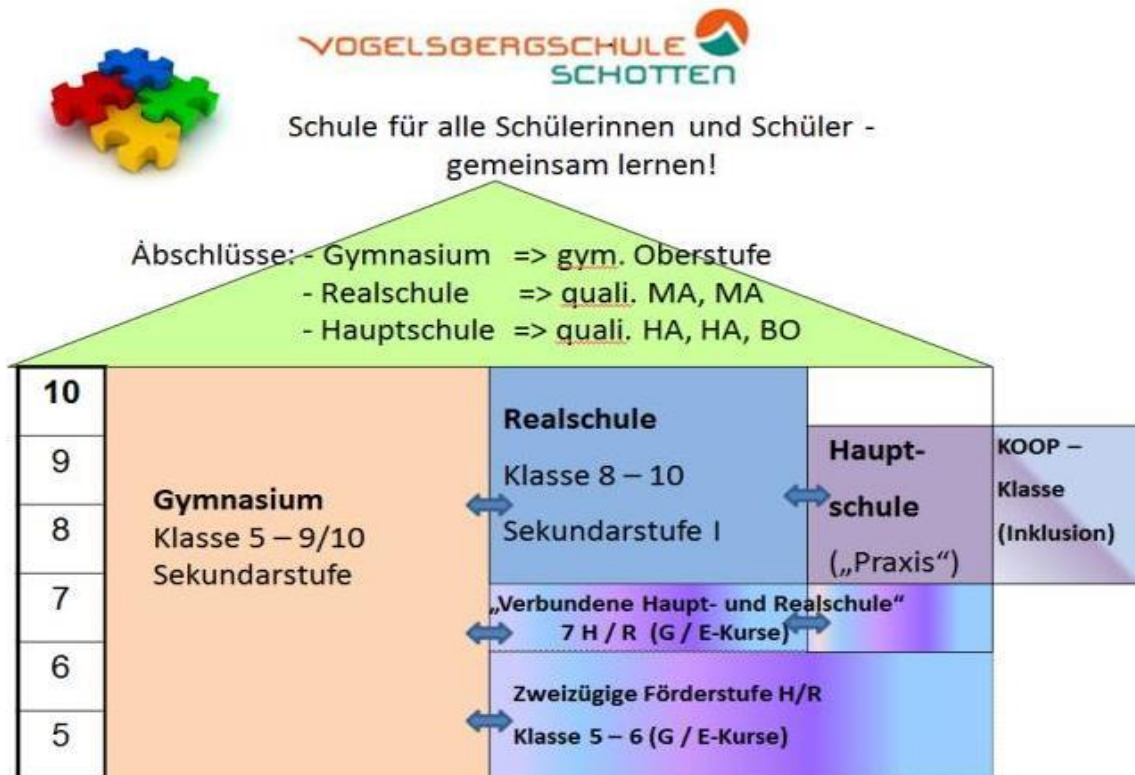 VOGELSBERGSCHULE
SCHOTTEN
Schule für alle Schülerinnen und Schüler -
gemeinsam lernen!
Abschlüsse: - Gymnasium => gym. Oberstufe
- Realschule => quali. MA, MA
- Hauptschule => quali. HA, HA, BO
10
9
8
7
6
5
Gymnasium
Klasse 5 – 9/10
Sekundarstufe
Realschule
Klasse 8 – 10
Sekundarstufe I
Haupt-
schule
(„Praxis“)
KOOP –
Klasse
(Inklusion)
„Verbundene Haupt- und Realschule“
7 H / R (G / E-Kurse)
Zweizügige Förderstufe H/R
Klasse 5 – 6 (G / E-Kurse)